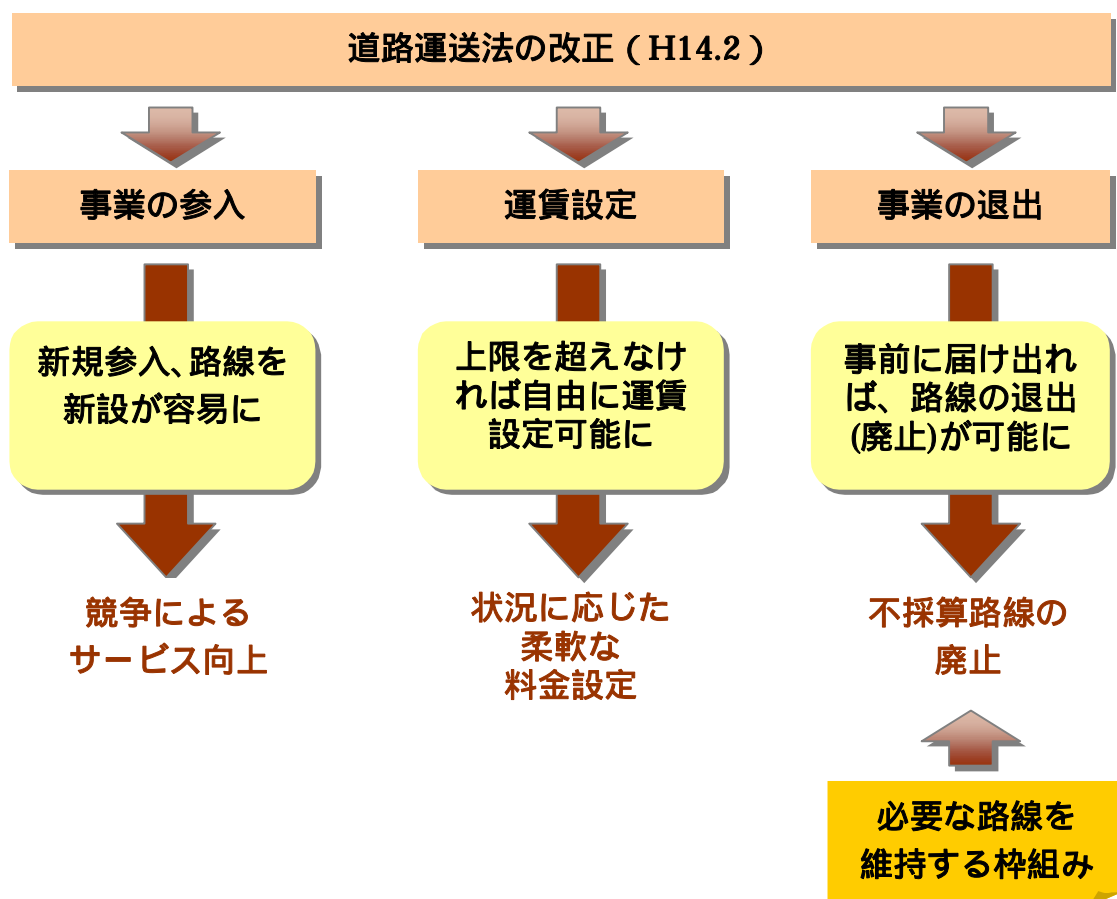 道路運送法の改正（H14.2）
事業の参入
新規参入、路線を
新設が容易に
競争による
サービス向上
運賃設定
上限を超えなけ
れば自由に運賃
設定可能に
状況に応じた
柔軟な
料金設定
事業の退出
事前に届け出れ
ば、路線の退出
(廃止)が可能に
不採算路線の
廃止
必要な路線を
維持する枠組み